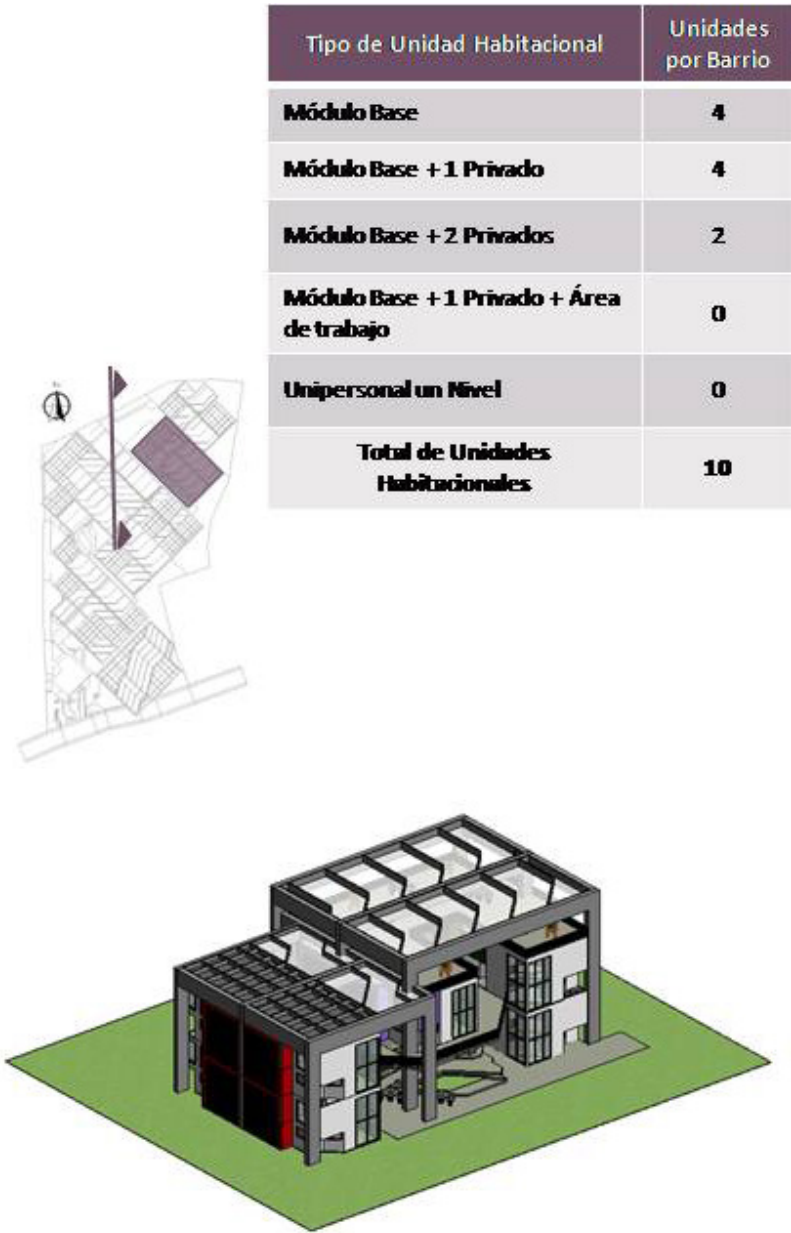 Tipo de Unidad Habitacional
Unidades
por Barrio
Módulo Base
4
Módulo Base + 1 Privado
4
Módulo Base + 2 Privados
2
Módulo Base + 1 Privado + Área
de trabajo
0
Unipersonal un Nivel
0
Total de Unidades
Habitacionales
10